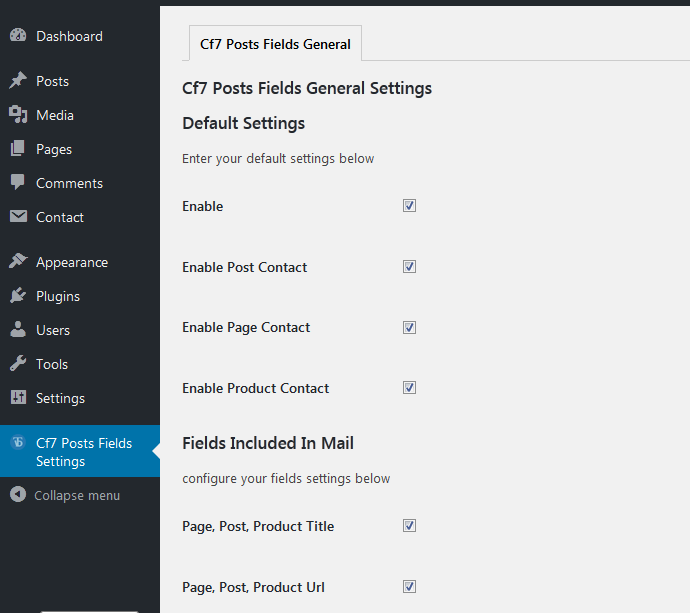 Dashboard
Posts
Media
Pages
Comments
Contact
Appearance
Plugins
Users
Tools
Settings
Cf7 Posts Fields
Settings
Collapse menu
Cf7 Posts Fields General
Cf7 Posts Fields General Settings
Default Settings
Enter your default settings below
Enable
Enable Post Contact
Enable Page Contact
Enable Product Contact
Fields Included In Mail
configure your fields settings below
Page, Post, Product Title
Page, Post, Product Url